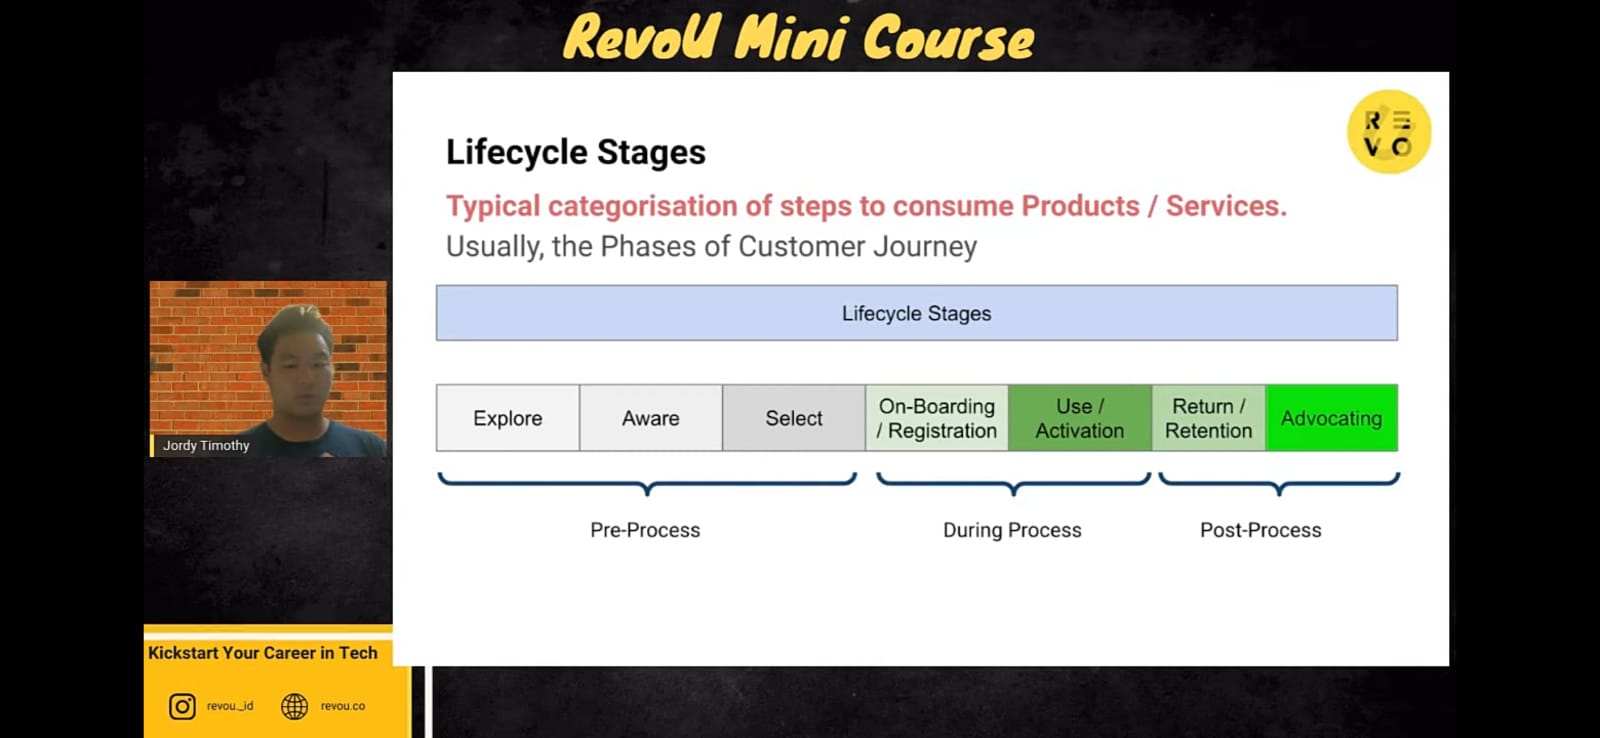 RevoU Mini Course
R E
V O
Lifecycle Stages
Typical categorisation of steps to consume Products / Services.
Usually, the Phases of Customer Journey
Lifecycle Stages
Explore
Aware
Select
On-Boarding
/ Registration
Use /
Activation
Return /
Retention
Advocating
Pre-Process
During Process
Post-Process
Jordy Timothy
Kickstart Your Career in Tech
revou_id
revou.co